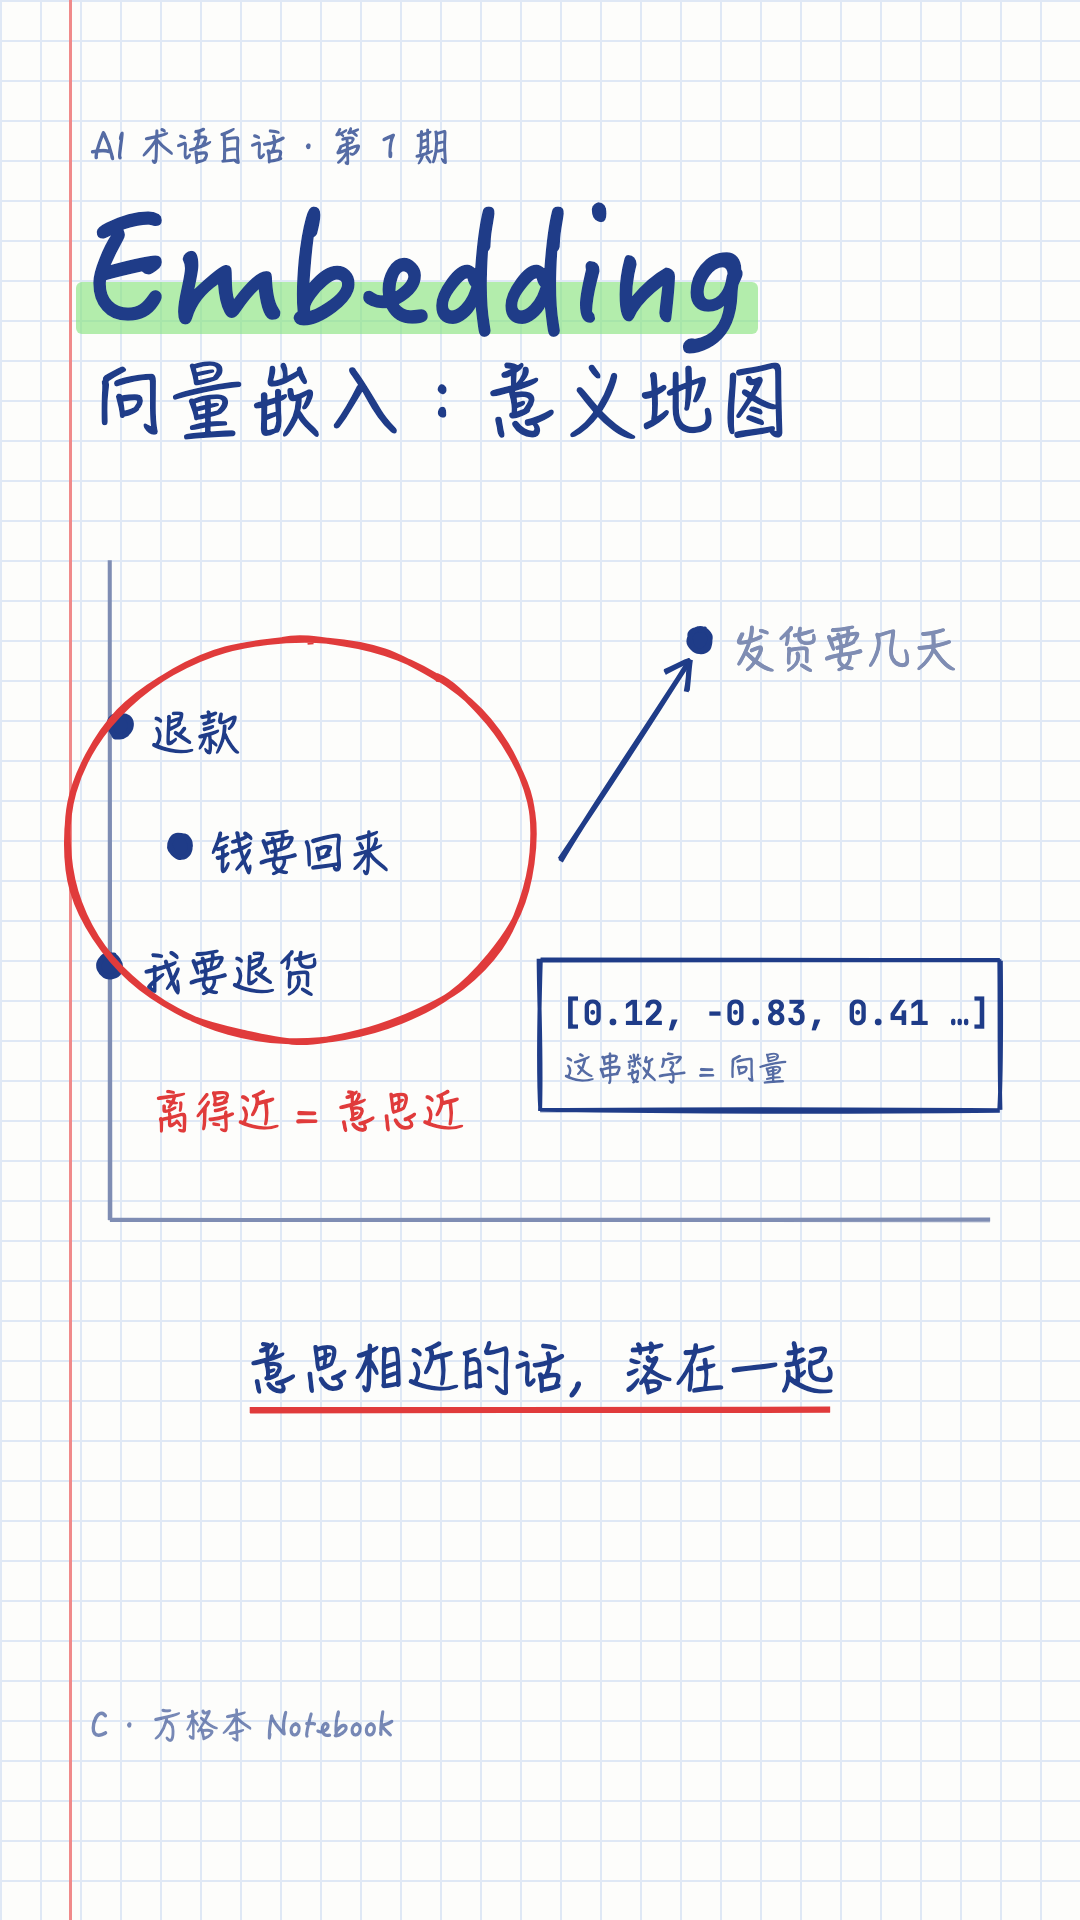 AI 术语白话 · 第 1 期
Embedding
向量嵌入：意义地图
发货要几天
退款
钱要回来
我要退货
[0.12, -0.83, 0.41 …]
这串数字 = 向量
离得近 = 意思近
意思相近的话，落在一起
C · 方格本 Notebook